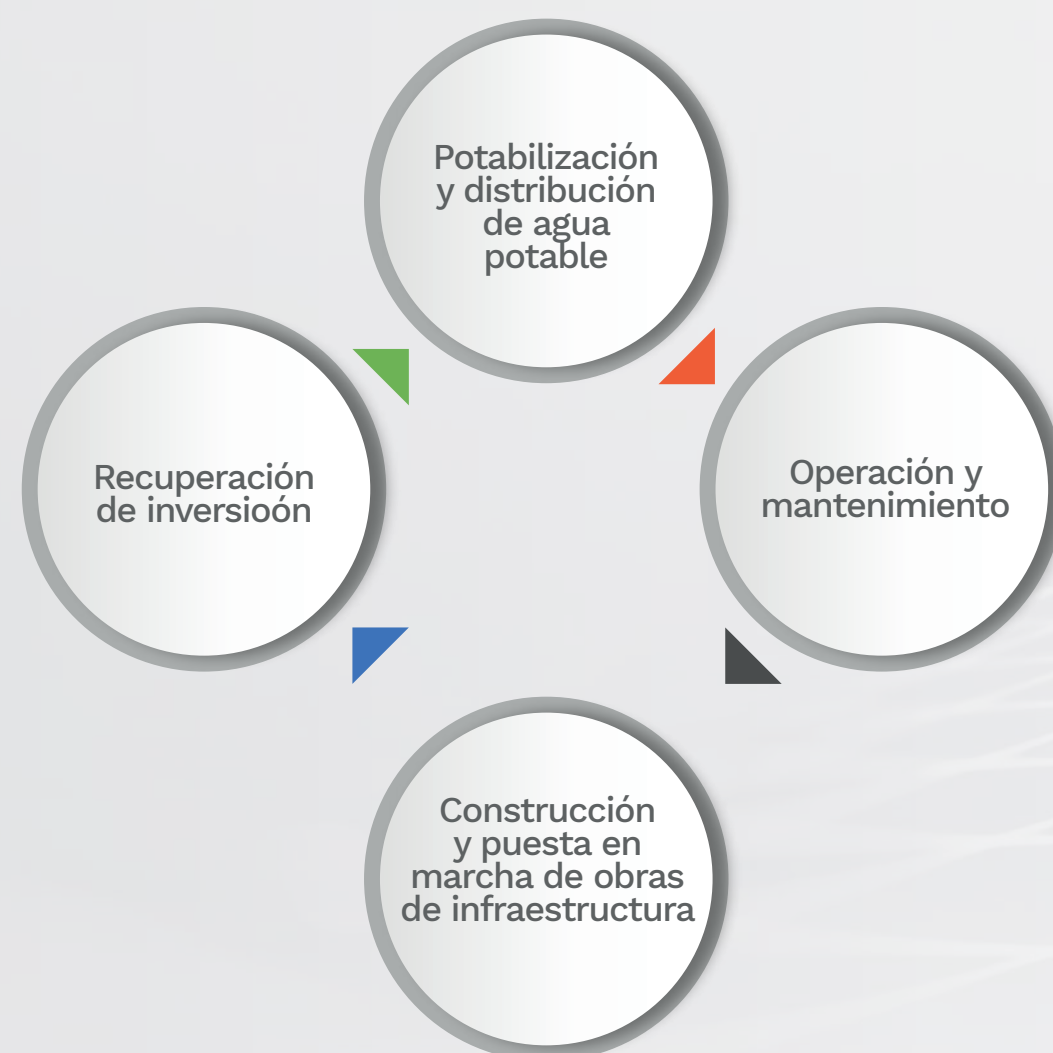 Potabilización
y distribución
de agua
potable
Recuperación
de inversioón
Operación y
mantenimiento
Construcción
y puesta en
marcha de obras
de infraestructura